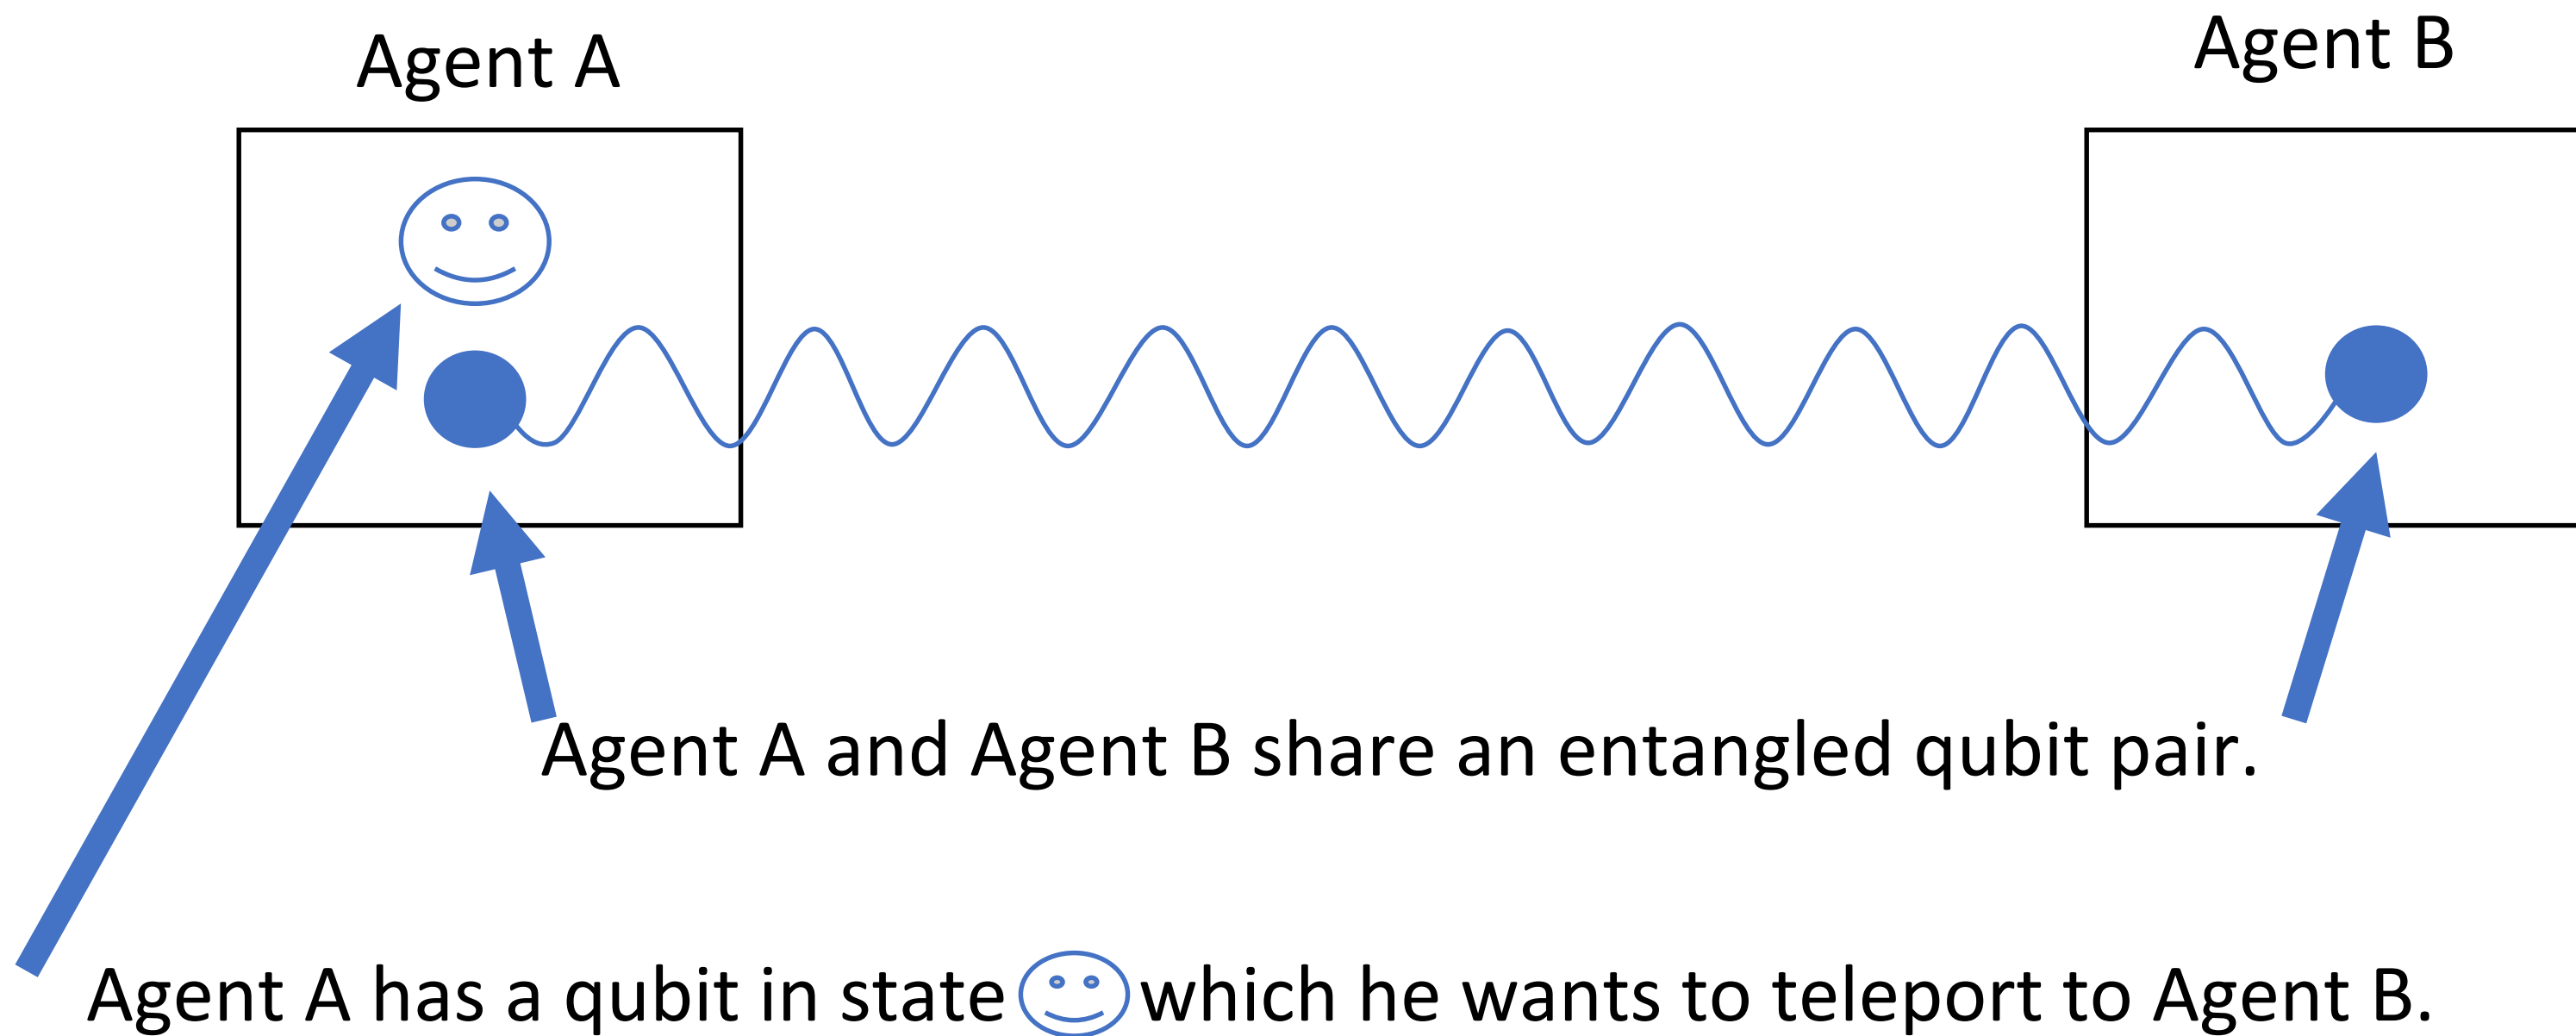 Agent A
Agent B
Agent A and Agent B share an entangled qubit pair.
Agent A has a qubit in state which he wants to teleport to Agent B.